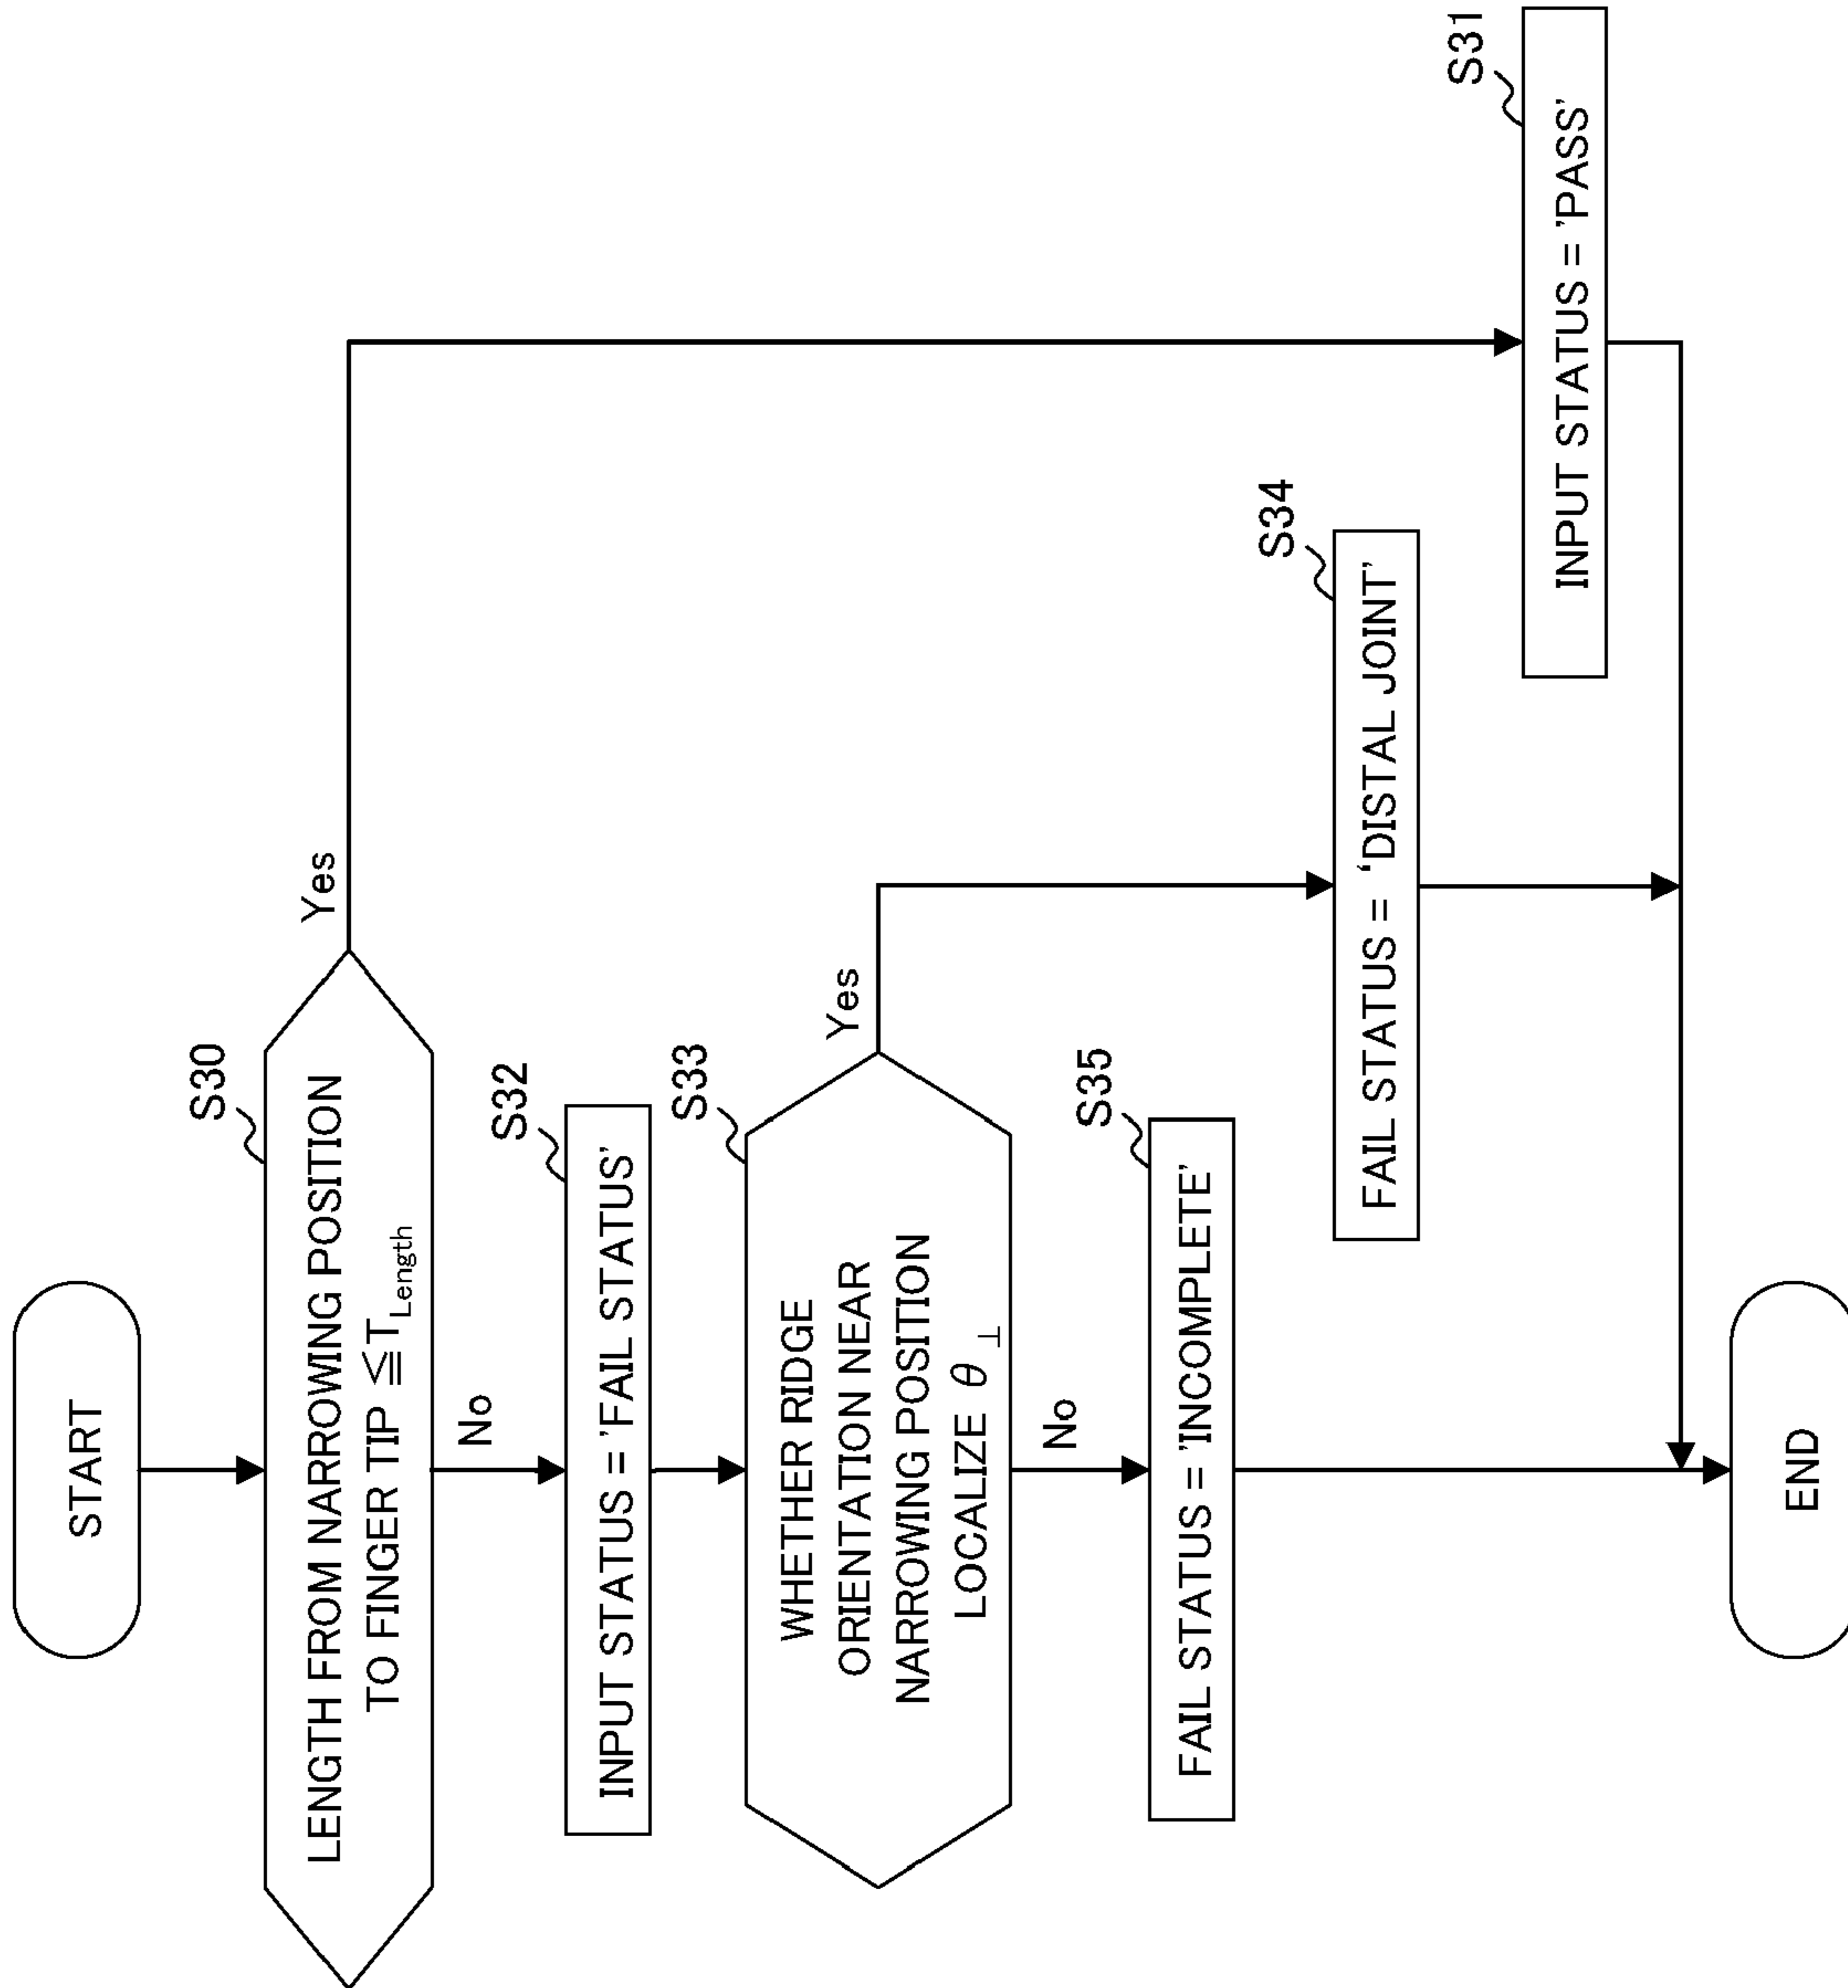 START
S30
LENGTH FROM NARROWING POSITION
TO FINGER TIP ≦T Length
Yes
No
S32
INPUT STATUS ='FAIL STATUS'
S33
WHETHER RIDGE
ORIENTATION NEAR
NARROWING POSITION
LOCALIZE θ ⊥
Yes
No
S35
FAIL STATUS ='INCOMPLETE'
S34
FAIL STATUS = 'DISTAL JOINT'
S31
INPUT STATUS = 'PASS'
END